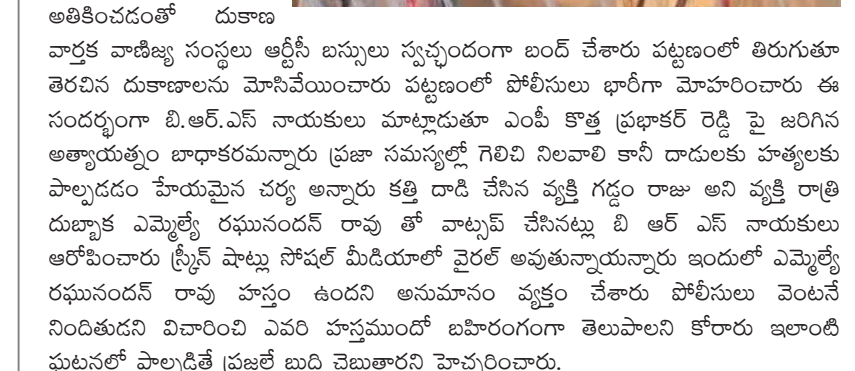 అతికించడంతో దుకాణ
వార్తక వాణిజ్య సంస్థలు ఆర్టీసీ బస్సులు స్వచ్ఛందంగా బంద్ చేశారు పట్టణంలో తిరుగుతూ
తెరచిన దుకాణాలను మోసివేయించారు పట్టణంలో పోలీసులు భారీగా మోహరించారు ఈ
సందర్భంగా బి.ఆర్.ఎస్ నాయకులు మాట్లాడుతూ ఎంపీ కొత్త ప్రభాకర్ రెడ్డి పై జరిగిన
అత్యాయత్నం బాధాకరమన్నారు ప్రజా సమస్యల్లో గెలిచి నిలవాలి కానీ దాడులకు హత్యలకు
పాల్పడడం హేయమైన చర్య అన్నారు కత్తి దాడి చేసిన వ్యక్తి గడ్డం రాజు అని వ్యక్తి రాత్రి
దుబ్బాక ఎమ్మెల్యే రఘునందన్ రావు తో వాట్సప్ చేసినట్లు బి ఆర్ ఎస్ నాయకులు
ఆరోపించారు స్క్రీన్ షాట్లు సోషల్ మీడియాలో వైరల్ అవుతున్నాయన్నారు ఇందులో ఎమ్మెల్యే
రఘునందన్ రావు హస్తం ఉందని అనుమానం వ్యక్తం చేశారు పోలీసులు వెంటనే
నిందితుడని విచారించి ఎవరి హస్తముందో బహిరంగంగా తెలుపాలని కోరారు ఇలాంటి
ఘటనలో పాల్పడితే ప్రజలే బుద్ధి చెబుతారని హెచ్చరించారు.